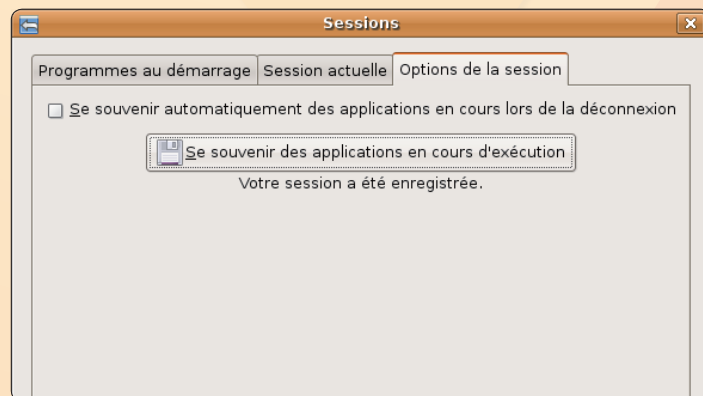 Sessions
Programmes au démarrage Session actuelle Options de la session
Se souvenir automatiquement des applications en cours lors de la déconnexion
Se souvenir des applications en cours d'exécution
Votre session a été enregistrée.